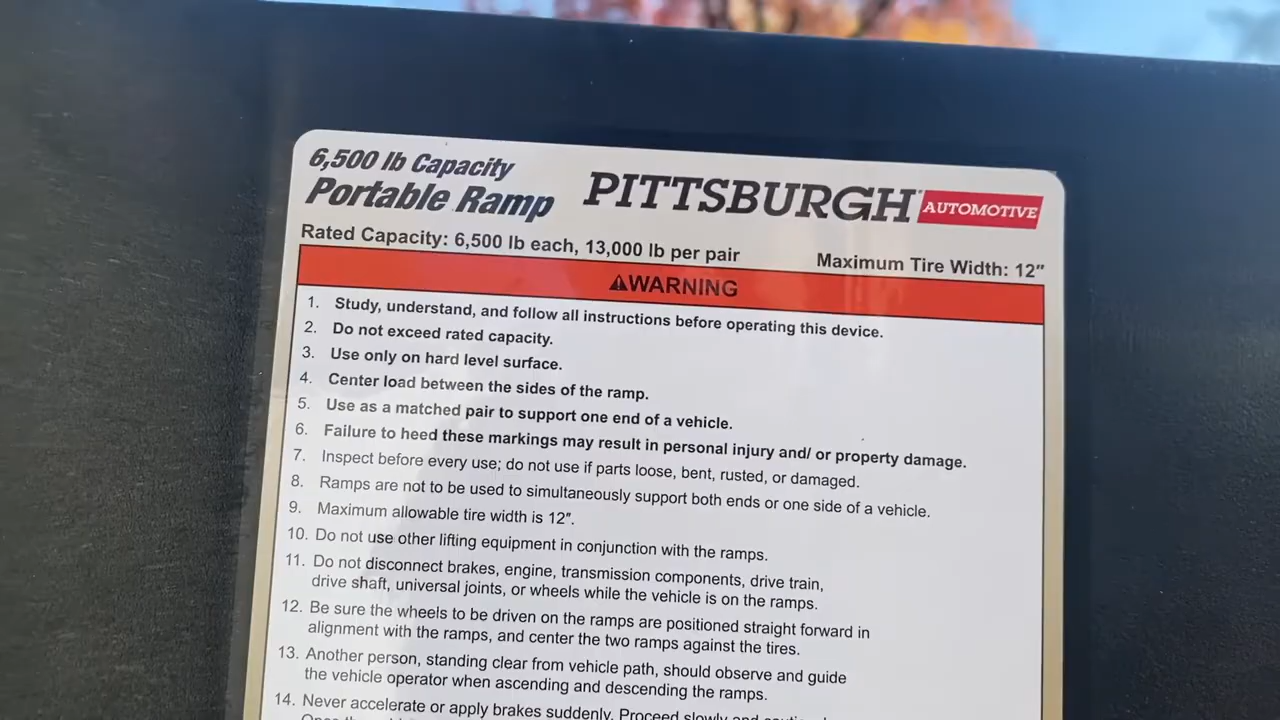 6,500 lb Capacity
Portable Ramp
PITTSBURGH AUTOMOTIVE
Rated Capacity: 6,500 lb each, 13,000 lb per pair
Maximum Tire Width: 12″
⚠WARNING
1. Study, understand, and follow all instructions before operating this device.
2. Do not exceed rated capacity.
3. Use only on hard level surface.
4. Center load between the sides of the ramp.
5. Use as a matched pair to support one end of a vehicle.
6. Failure to heed these markings may result in personal injury and/ or property damage.
7. Inspect before every use; do not use if parts loose, bent, rusted, or damaged.
8. Ramps are not to be used to simultaneously support both ends or one side of a vehicle.
9. Maximum allowable tire width is 12″.
10. Do not use other lifting equipment in conjunction with the ramps.
11. Do not disconnect brakes, engine, transmission components, drive train,
drive shaft, universal joints, or wheels while the vehicle is on the ramps.
12. Be sure the wheels to be driven on the ramps are positioned straight forward in
alignment with the ramps, and center the two ramps against the tires.
13. Another person, standing clear from vehicle path, should observe and guide
the vehicle operator when ascending and descending the ramps.
14. Never accelerate or apply brakes suddenly. Proceed slowly and